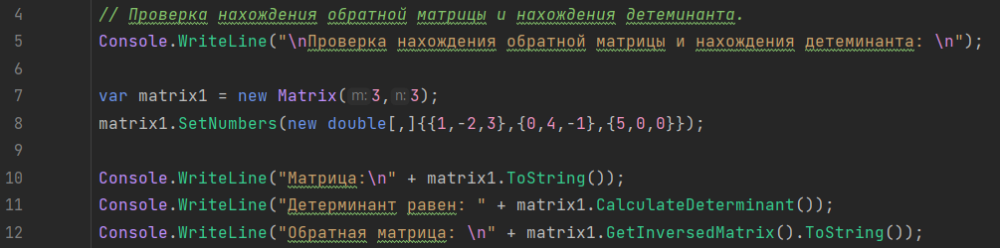 4 // Проверка нахождения обратной матрицы и нахождения детеминанта.
5 Console.WriteLine("\nПроверка нахождения обратной матрицы и нахождения детеминанта: \n");
6
7 var matrix1 = new Matrix(m:3,n:3);
8 matrix1.SetNumbers(new double[,]{{1,-2,3},{0,4,-1},{5,0,0}});
9
10 Console.WriteLine("Матрица:\n" + matrix1.ToString());
11 Console.WriteLine("Детерминант равен: " + matrix1.CalculateDeterminant());
12 Console.WriteLine("Обратная матрица: \n" + matrix1.GetInversedMatrix().ToString());